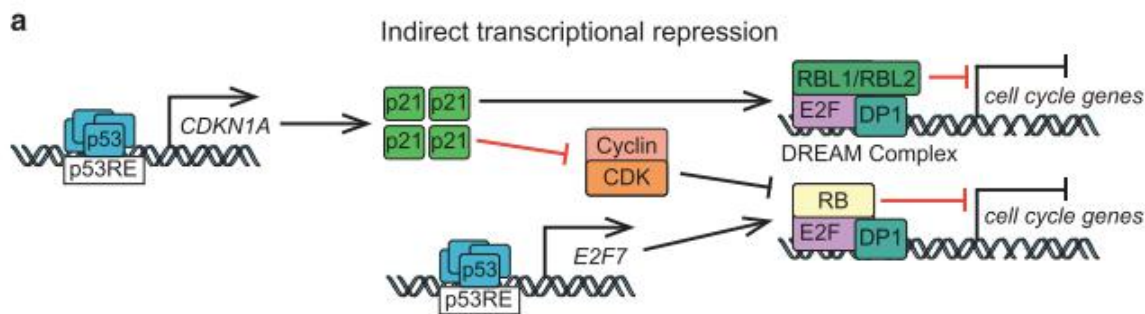 a
Indirect transcriptional repression
p53
p53RE
CDKN1A
p21 p21
p21 p21
Cyclin
CDK
RBL1/RBL2
E2F DP1
cell cycle genes
DREAM Complex
p53
p53RE
E2F7
RB
E2F DP1
cell cycle genes